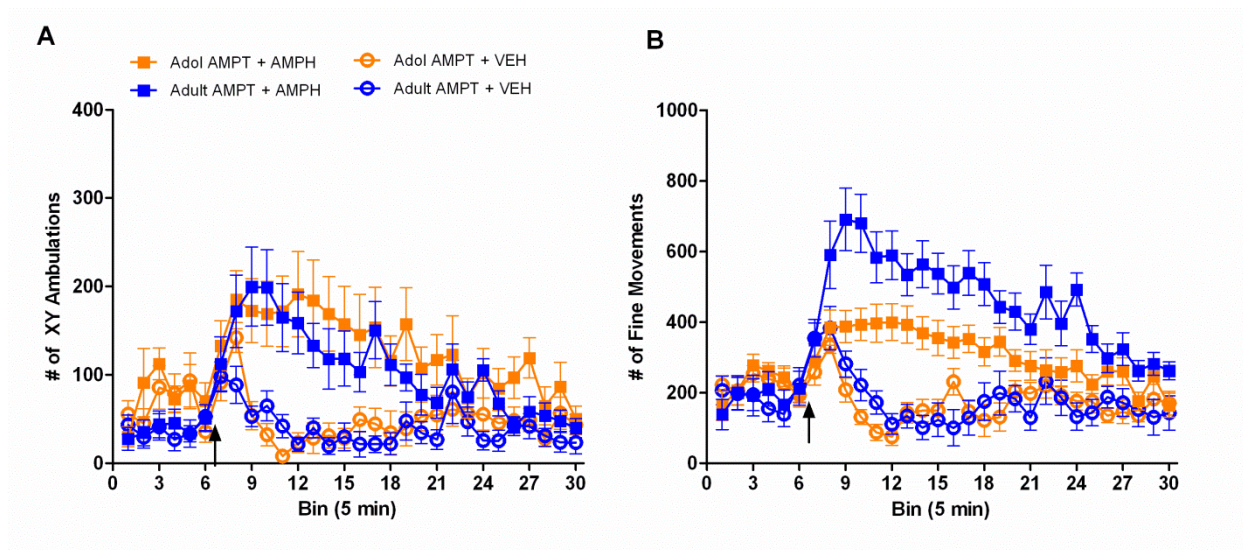 A
B
Adol AMPT + AMPH
Adol AMPT + VEH
Adult AMPT + AMPH
Adult AMPT + VEH
# of XY Ambulations
400
300
200
100
0
0 3 6 9 12 15 18 21 24 27 30
Bin (5 min)
# of Fine Movements
1000
800
600
400
200
0
0 3 6 9 12 15 18 21 24 27 30
Bin (5 min)